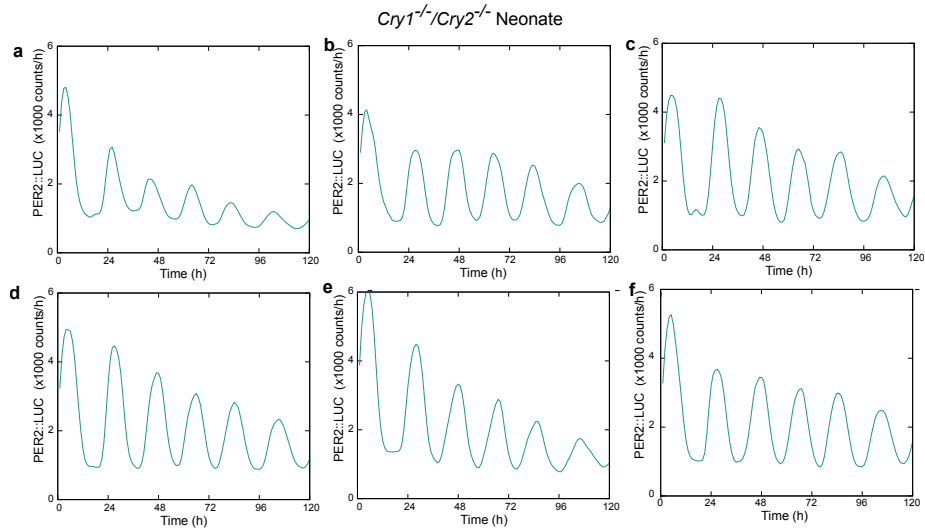 Cry1-/-/Cry2-/- Neonate
a
PER2::LUC (x1000 counts/h)
6
4
2
0
0 24 48 72 96 120
Time (h)
b
PER2::LUC (x1000 counts/h)
6
4
2
0
0 24 48 72 96 120
Time (h)
c
PER2::LUC (x1000 counts/h)
6
4
2
0
0 24 48 72 96 120
Time (h)
d
PER2::LUC (x1000 counts/h)
6
4
2
0
0 24 48 72 96 120
Time (h)
e
PER2::LUC (x1000 counts/h)
6
4
2
0
0 24 48 72 96 120
Time (h)
f
PER2::LUC (x1000 counts/h)
6
4
2
0
0 24 48 72 96 120
Time (h)